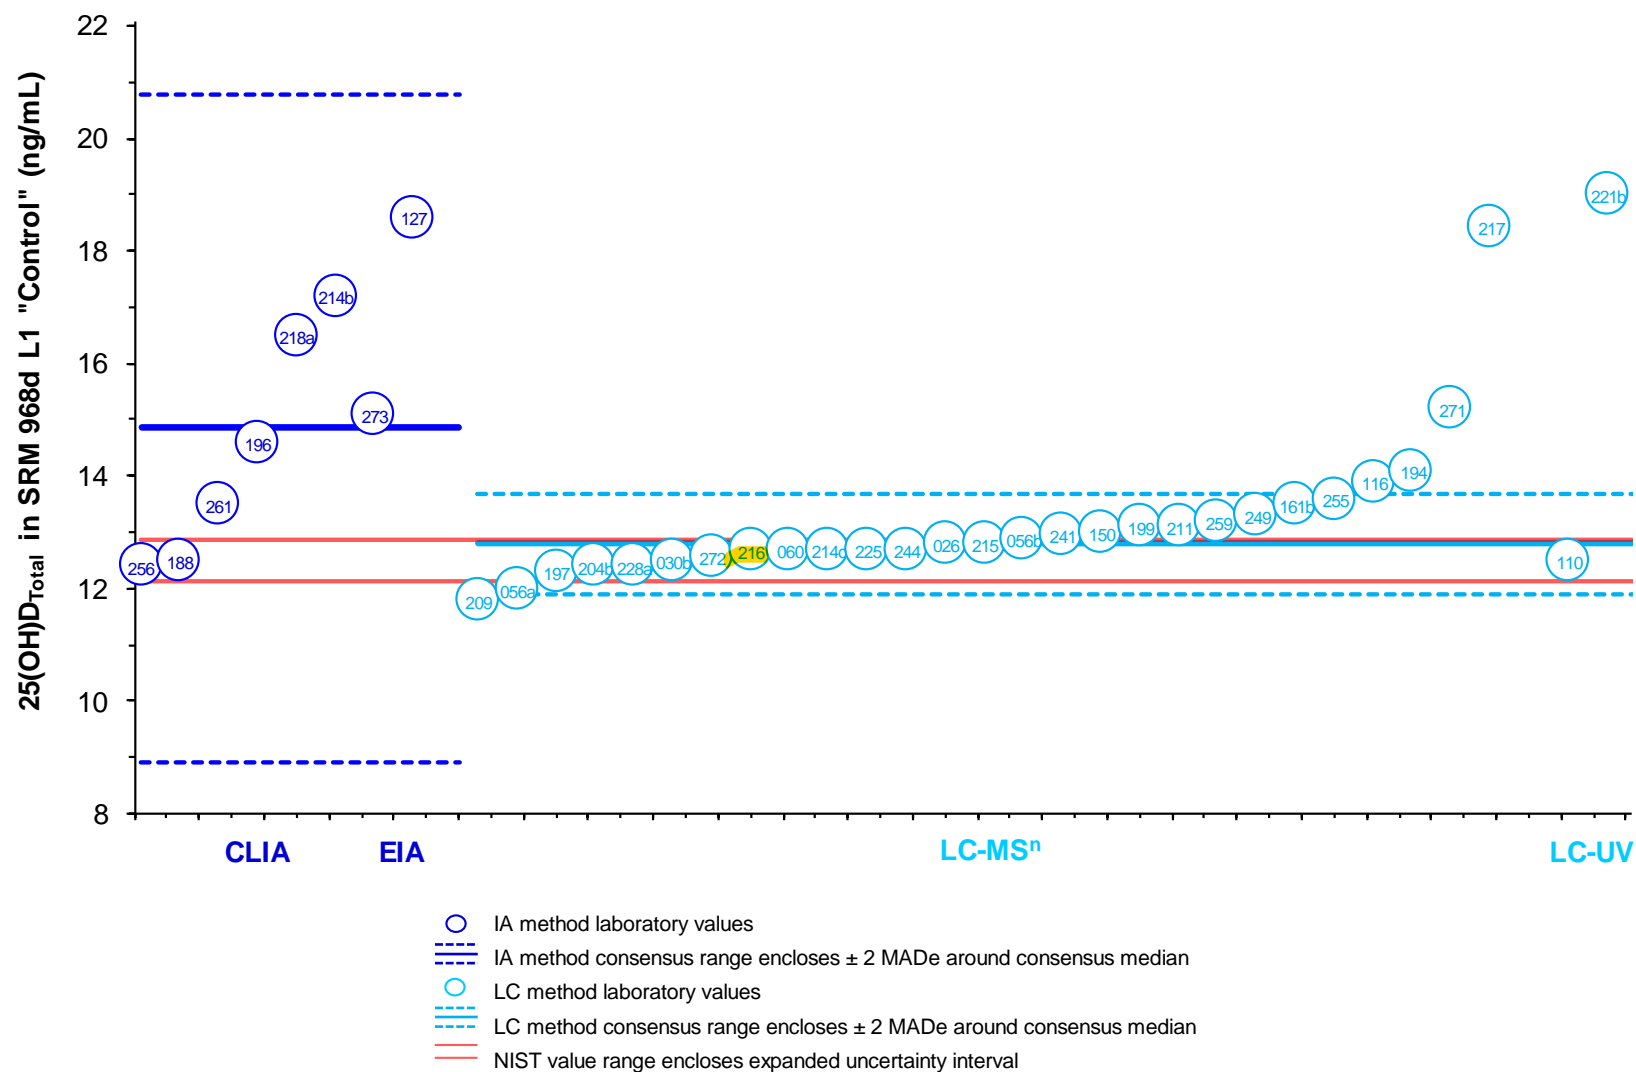 25(OH)DTotal in SRM 968d L1 "Control" (ng/mL)
22
20
18
16
14
12
10
8
256
188
261
196
218a
214b
273
127
209
056a
197
204b
228a
030b
272
216
060
214c
225
244
026
215
056b
241
150
199
211
259
249
161b
255
116
194
271
217
110
221b
CLIA EIA LC-MSⁿ LC-UV
IA method laboratory values
IA method consensus range encloses ± 2 MADe around consensus median
LC method laboratory values
LC method consensus range encloses ± 2 MADe around consensus median
NIST value range encloses expanded uncertainty interval